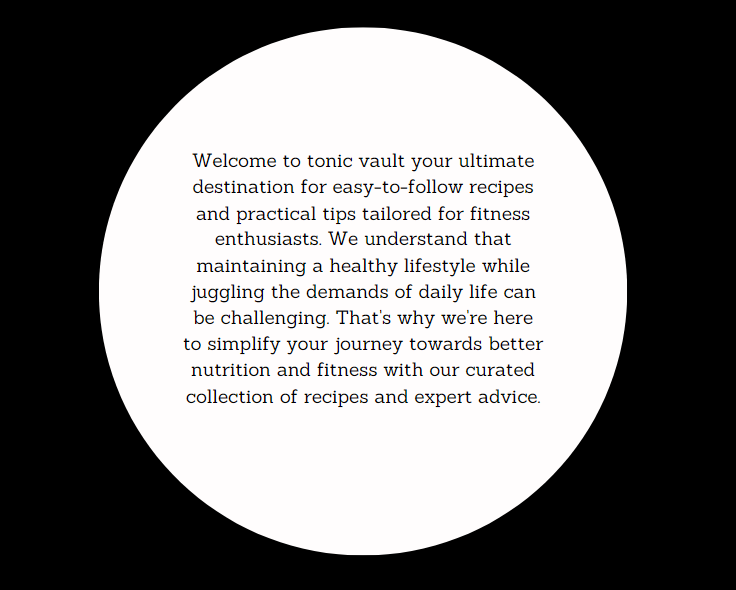 Welcome to tonic vault your ultimate
destination for easy-to-follow recipes
and practical tips tailored for fitness
enthusiasts. We understand that
maintaining a healthy lifestyle while
juggling the demands of daily life can
be challenging. That's why we're here
to simplify your journey towards better
nutrition and fitness with our curated
collection of recipes and expert advice.